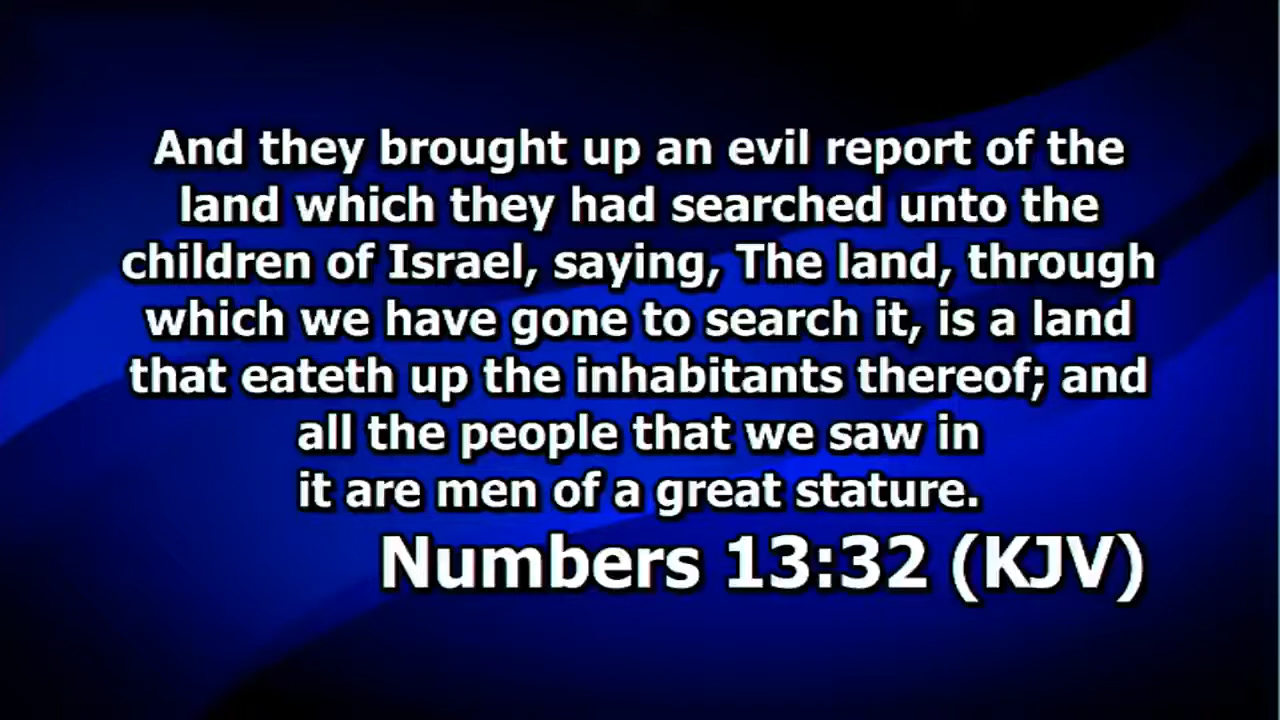 And they brought up an evil report of the
land which they had searched unto the
children of Israel, saying, The land, through
which we have gone to search it, is a land
that eateth up the inhabitants thereof; and
all the people that we saw in
it are men of a great stature.
Numbers 13:32 (KJV)